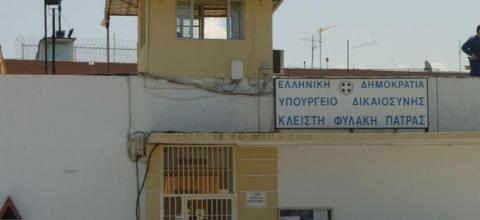 ΕΛΛΗΝΙΚΗ ΔΗΜΟΚΡΑΤΙΑ
ΥΠΟΥΡΓΕΙΟ ΔΙΚΑΙΟΣΥΝΗΣ
ΚΛΕΙΣΤΗ ΦΥΛΑΚΗ ΠΑΤΡΑΣ